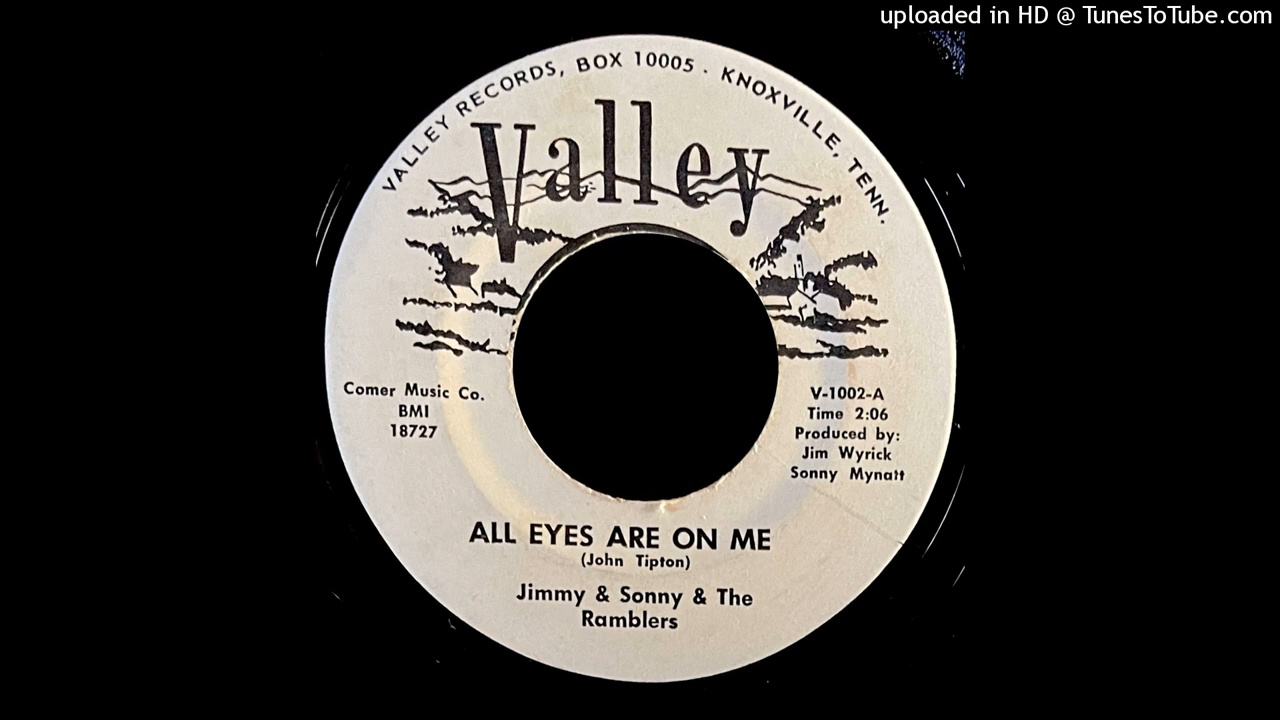 uploaded in HD @ TunesToTube.com
VALLEY RECORDS, BOX 10005 · KNOXVILLE, TENN.
Valley
Comer Music Co.
BMI
18727
V-1002-A
Time 2:06
Produced by:
Jim Wyrick
Sonny Mynatt
ALL EYES ARE ON ME
(John Tipton)
Jimmy & Sonny & The
Ramblers